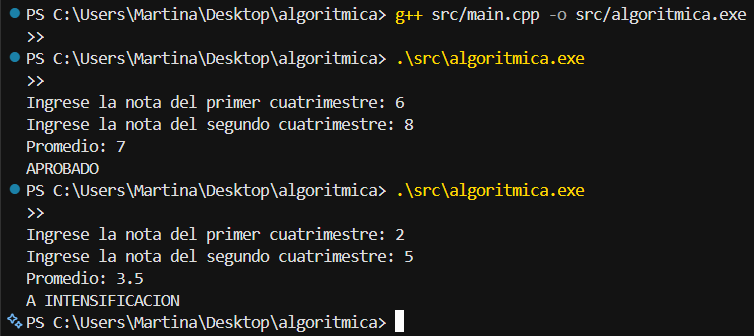 PS C:\Users\Martina\Desktop\algoritmica> g++ src/main.cpp -o src/algoritmica.exe
>>
PS C:\Users\Martina\Desktop\algoritmica> .\src\algoritmica.exe
>>
Ingrese la nota del primer cuatrimestre: 6
Ingrese la nota del segundo cuatrimestre: 8
Promedio: 7
APROBADO
PS C:\Users\Martina\Desktop\algoritmica> .\src\algoritmica.exe
>>
Ingrese la nota del primer cuatrimestre: 2
Ingrese la nota del segundo cuatrimestre: 5
Promedio: 3.5
A INTENSIFICACION
PS C:\Users\Martina\Desktop\algoritmica>